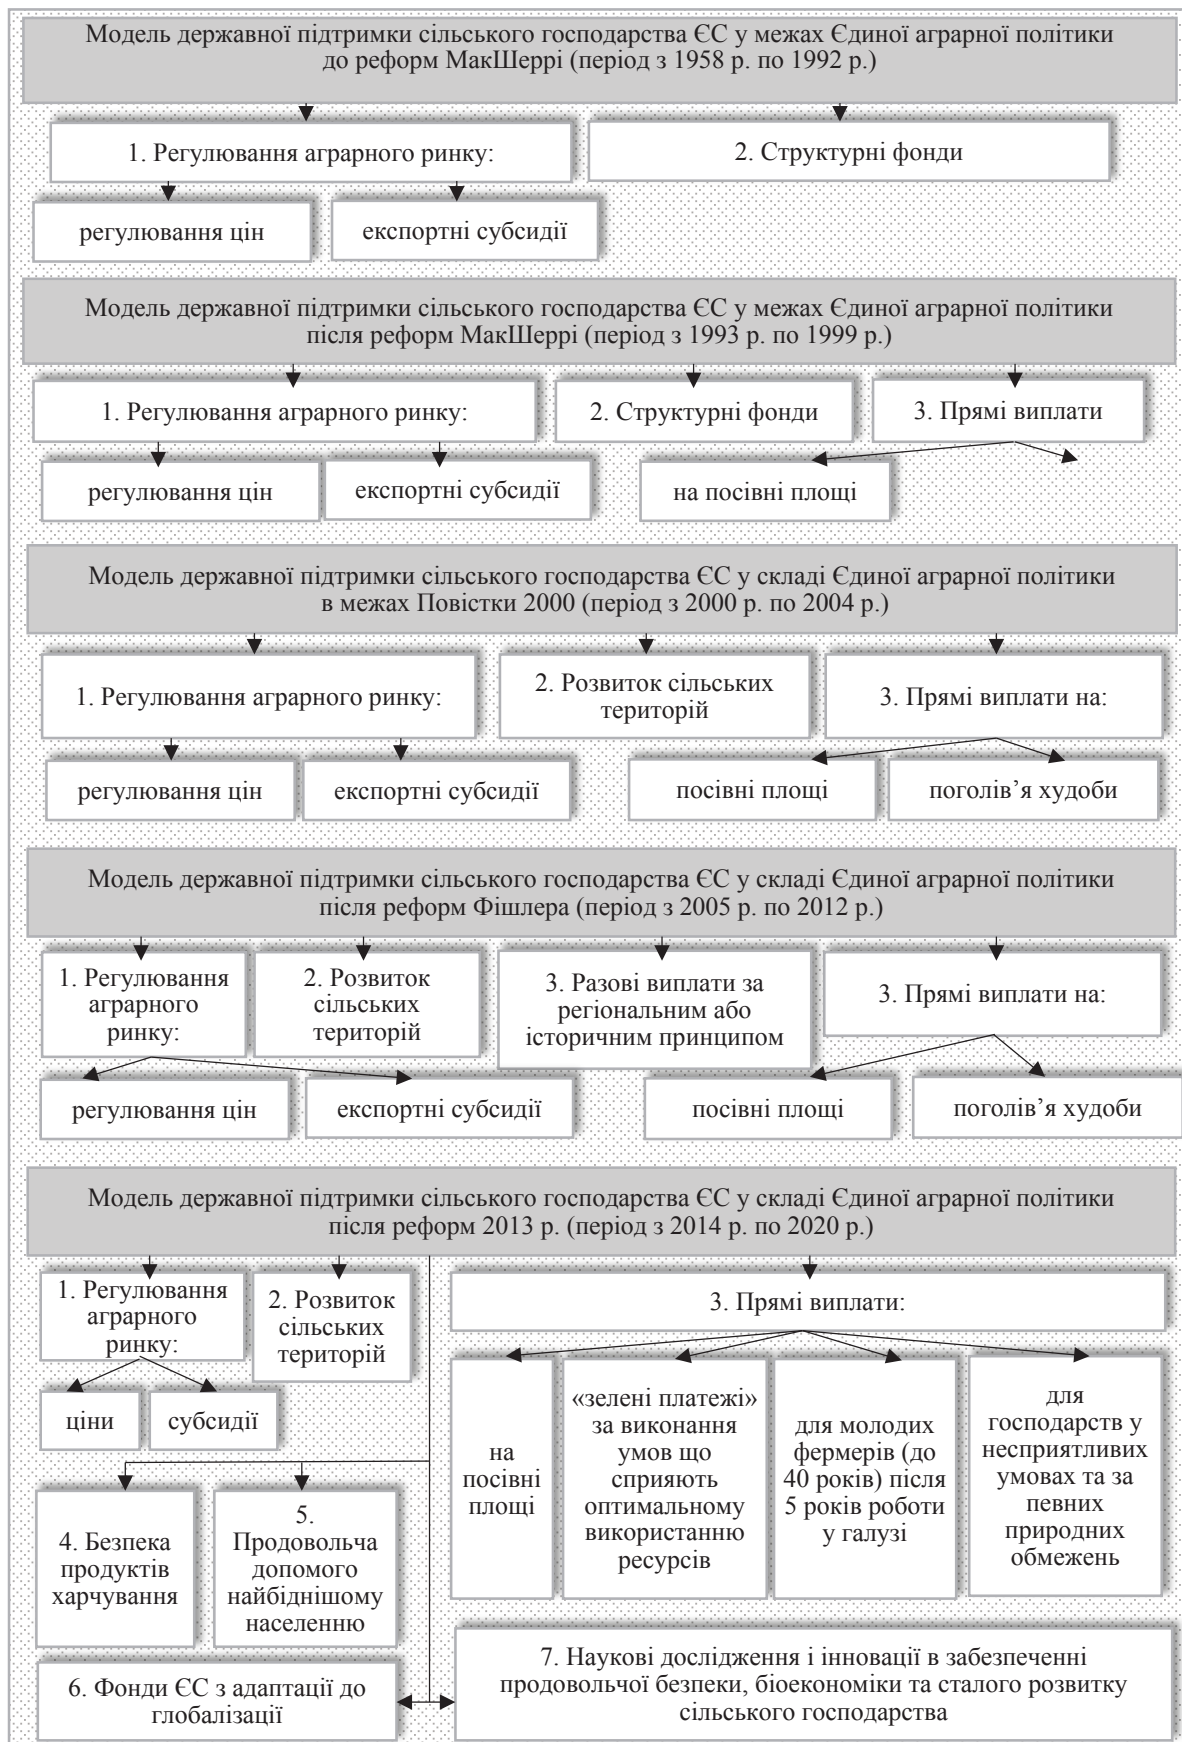 Модель державної підтримки сільського господарства ЄС у межах Єдиної аграрної політики
до реформ МакШеррі (період з 1958 р. по 1992 р.)
1. Регулювання аграрного ринку:
2. Структурні фонди
регулювання цін
експортні субсидії
Модель державної підтримки сільського господарства ЄС у межах Єдиної аграрної політики
після реформ МакШеррі (період з 1993 р. по 1999 р.)
1. Регулювання аграрного ринку:
2. Структурні фонди
3. Прямі виплати
регулювання цін
експортні субсидії
на посівні площі
Модель державної підтримки сільського господарства ЄС у складі Єдиної аграрної політики
в межах Повістки 2000 (період з 2000 р. по 2004 р.)
1. Регулювання аграрного ринку:
2. Розвиток сільських
територій
3. Прямі виплати на:
регулювання цін
експортні субсидії
посівні площі
поголів'я худоби
Модель державної підтримки сільського господарства ЄС у складі Єдиної аграрної політики
після реформ Фішлера (період з 2005 р. по 2012 р.)
1. Регулювання
аграрного
ринку:
2. Розвиток
сільських
територій
3. Разові виплати за
регіональним або
історичним принципом
3. Прямі виплати на:
регулювання цін
експортні субсидії
посівні площі
поголів'я худоби
Модель державної підтримки сільського господарства ЄС у складі Єдиної аграрної політики
після реформ 2013 р. (період з 2014 р. по 2020 р.)
1. Регулювання
аграрного
ринку:
2. Розвиток
сільських
територій
3. Прямі виплати:
ціни
субсидії
на
посівні
площі
«зелені платежі»
за виконання
умов що
сприяють
оптимальному
використанню
ресурсів
для молодих
фермерів (до
40 років) після
5 років роботи
у галузі
для
господарств у
несприятливих
умовах та за
певних
природних
обмежень
4. Безпека
продуктів
харчування
5.
Продовольча
допомого
найбіднішому
населенню
6. Фонди ЄС з адаптації до
глобалізації
7. Наукові дослідження і інновації в забезпеченні
продовольчої безпеки, біоекономіки та сталого розвитку
сільського господарства